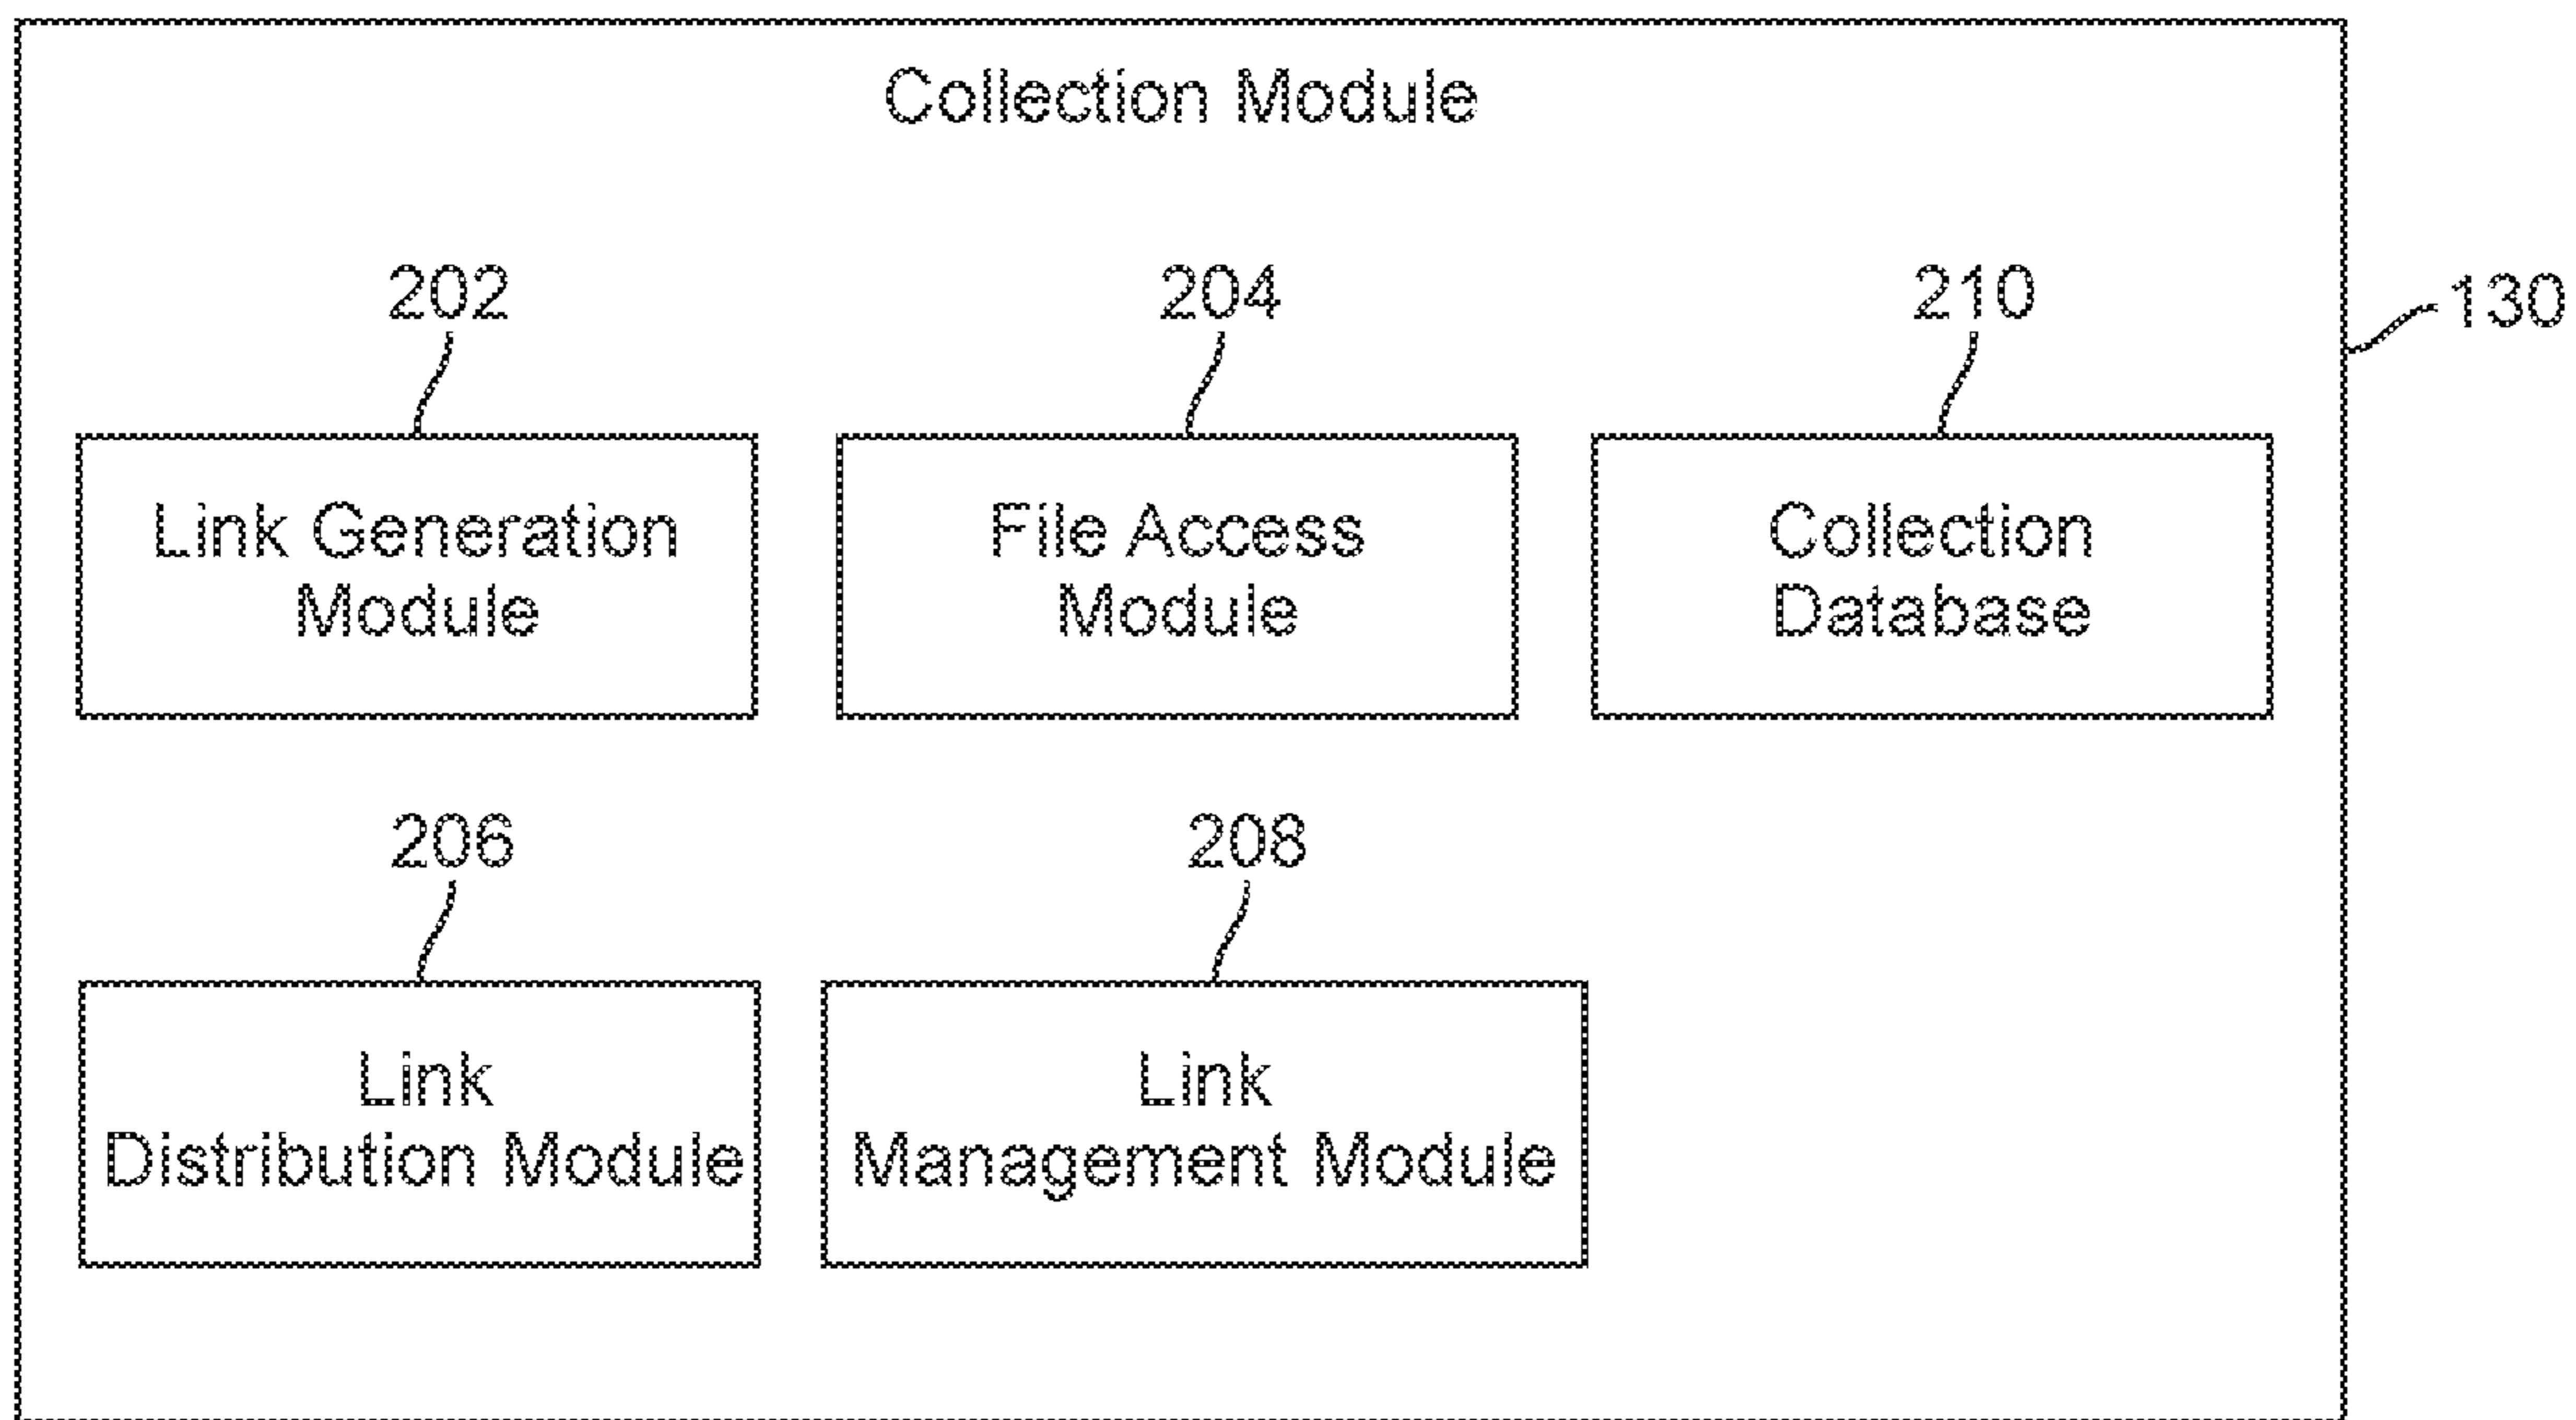 Collection Module
202
204
210
130
Link Generation
Module
File Access
Module
Collection
Database
206
208
Link
Distribution Module
Link
Management Module